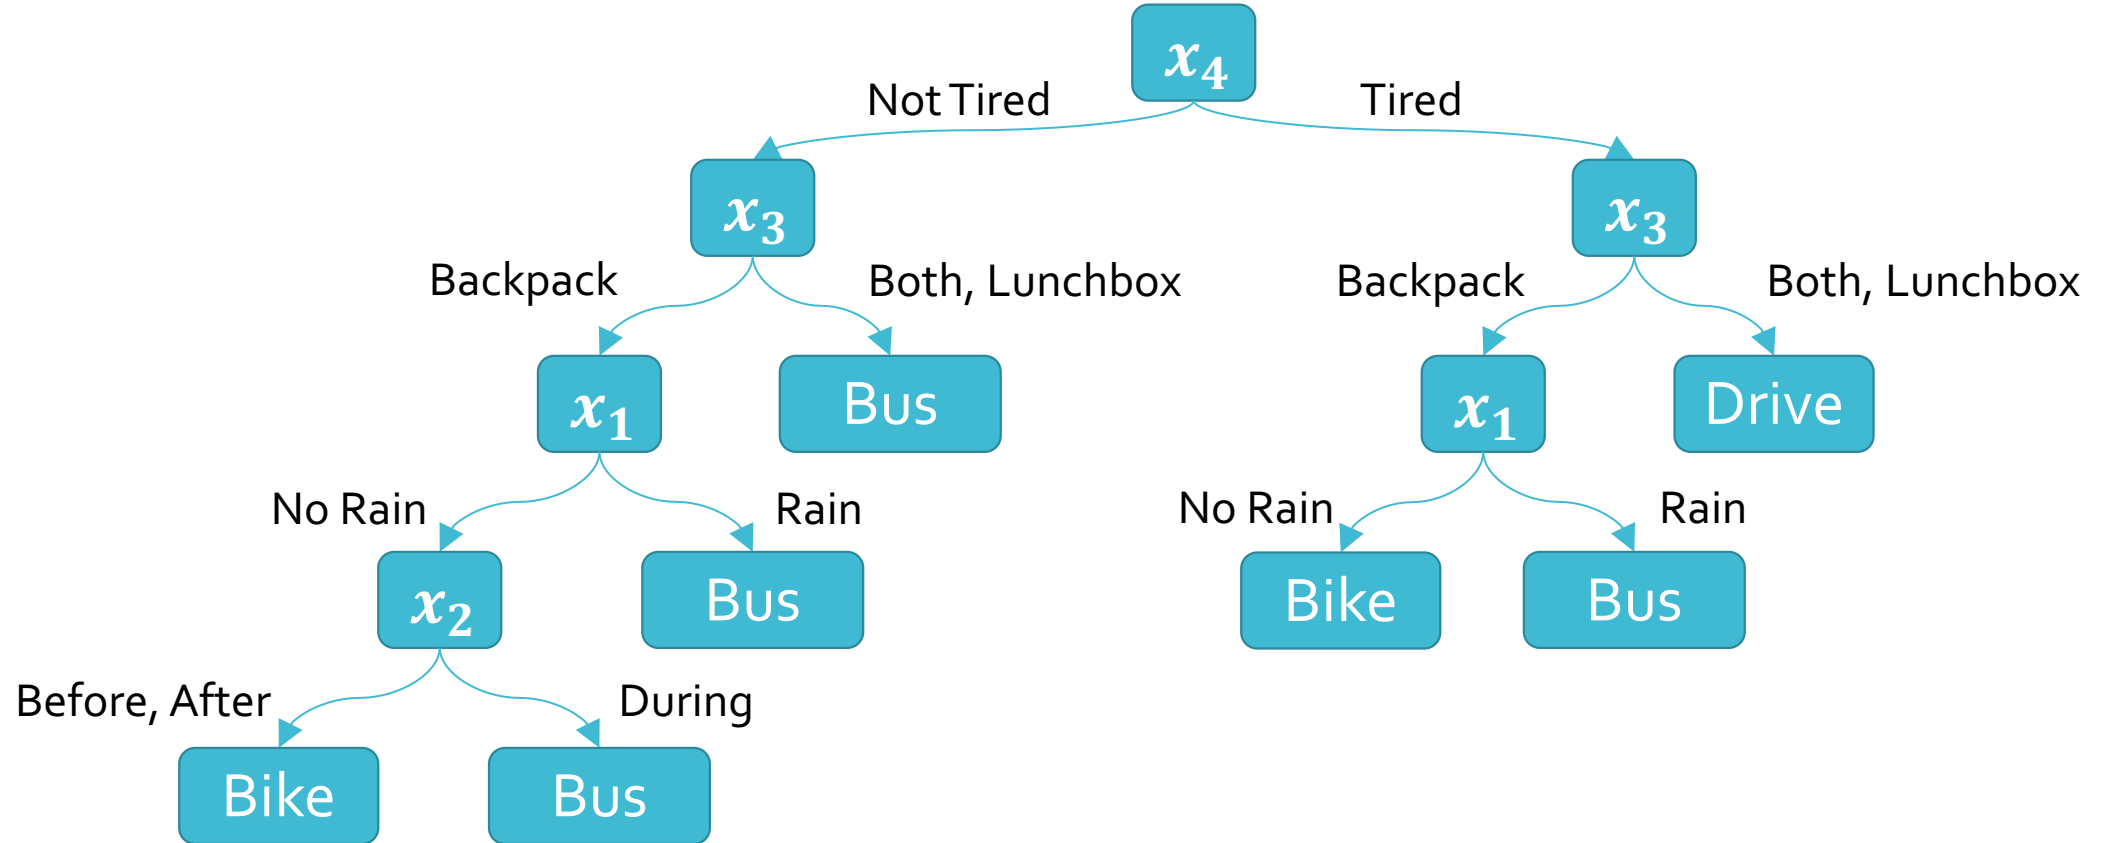 x₄
Not Tired
Tired
x₃
x₃
Backpack
Both, Lunchbox
Backpack
Both, Lunchbox
x₁
Bus
x₁
Drive
No Rain
Rain
No Rain
Rain
x₂
Bus
Bike
Bus
Before, After
During
Bike
Bus